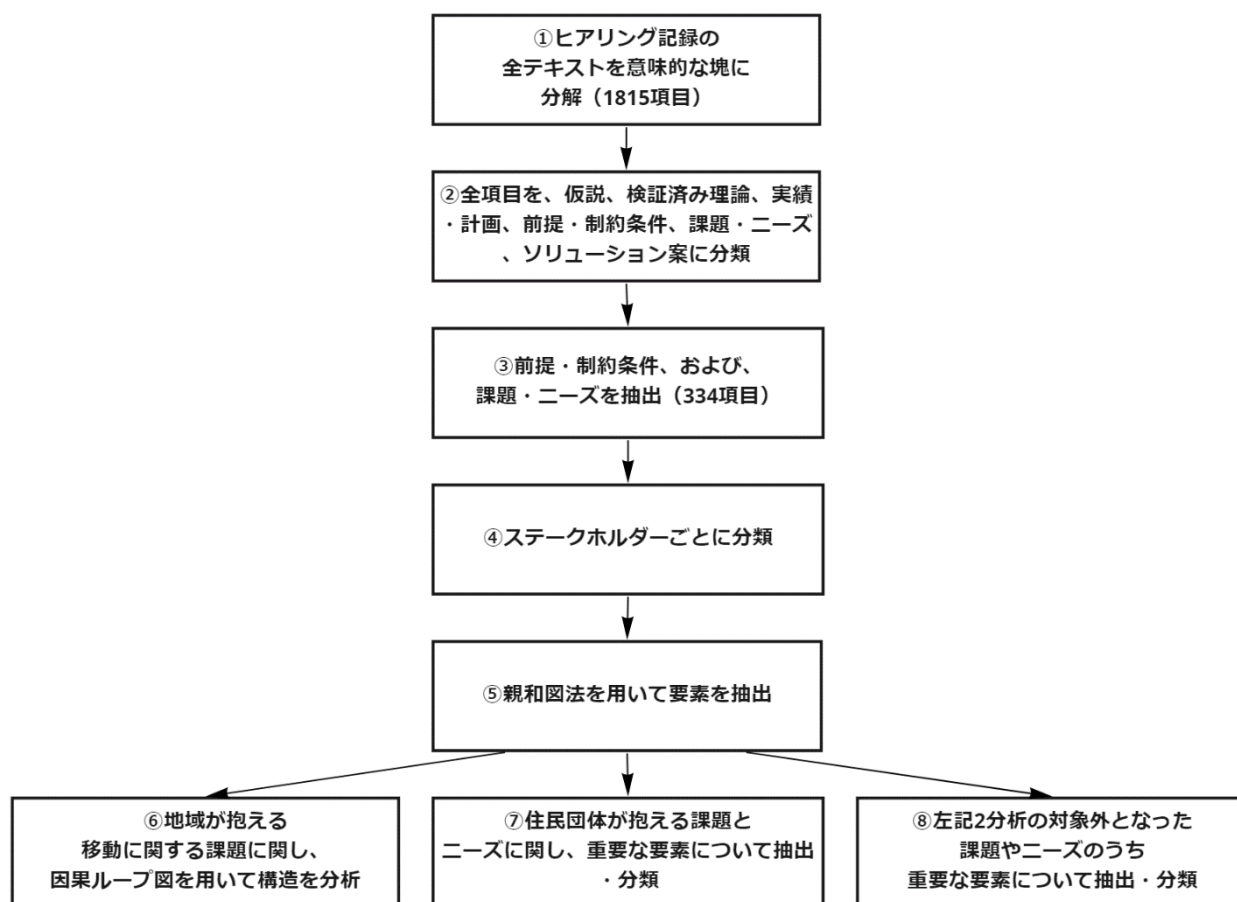 ①ヒアリング記録の
全テキストを意味的な塊に
分解（1815項目）
②全項目を、仮説、検証済み理論、実績
・計画、前提・制約条件、課題・ニーズ
、ソリューション案に分類
③前提・制約条件、および、
課題・ニーズを抽出（334項目）
④ステークホルダーごとに分類
⑤親和図法を用いて要素を抽出
⑥地域が抱える
移動に関する課題に関し、
因果ループ図を用いて構造を分析
⑦住民団体が抱える課題と
ニーズに関し、重要な要素について抽出
・分類
⑧左記2分析の対象外となった
課題やニーズのうち
重要な要素について抽出・分類